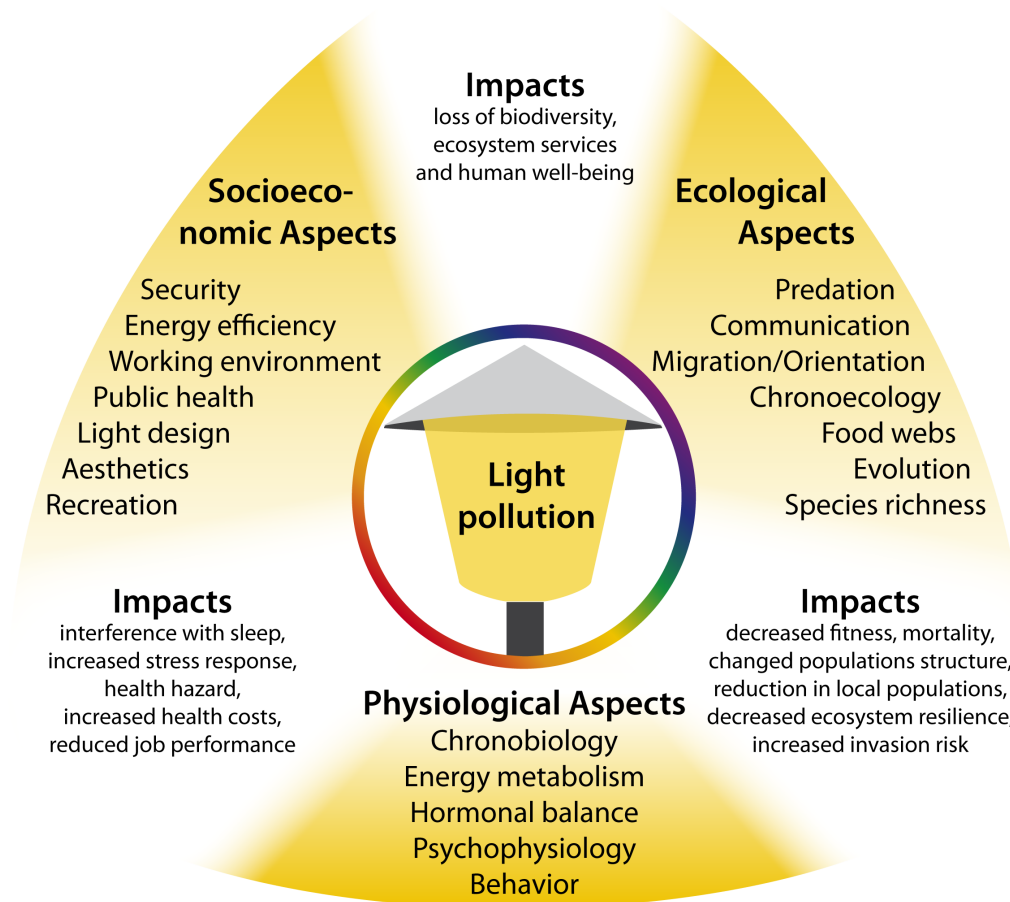 Impacts
loss of biodiversity,
ecosystem services
and human well-being
Socioeco-
nomic Aspects
Security
Energy efficiency
Working environment
Public health
Light design
Aesthetics
Recreation
Ecological
Aspects
Predation
Communication
Migration/Orientation
Chronoecology
Food webs
Evolution
Species richness
Light
pollution
Impacts
interference with sleep,
increased stress response,
health hazard,
increased health costs,
reduced job performance
Impacts
decreased fitness, mortality,
changed populations structure,
reduction in local populations,
decreased ecosystem resilience,
increased invasion risk
Physiological Aspects
Chronobiology
Energy metabolism
Hormonal balance
Psychophysiology
Behavior